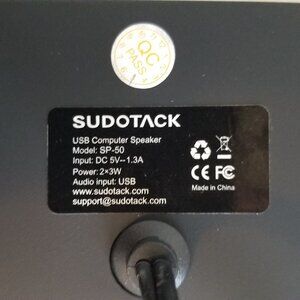 QC
PASS
SUDOTACK
USB Computer Speaker
Model: SP-50
Input: DC 5V⎓1.3A
Power: 2×3W
Audio input: USB
www.sudotack.com
support@sudotack.com
CE FC
Made in China